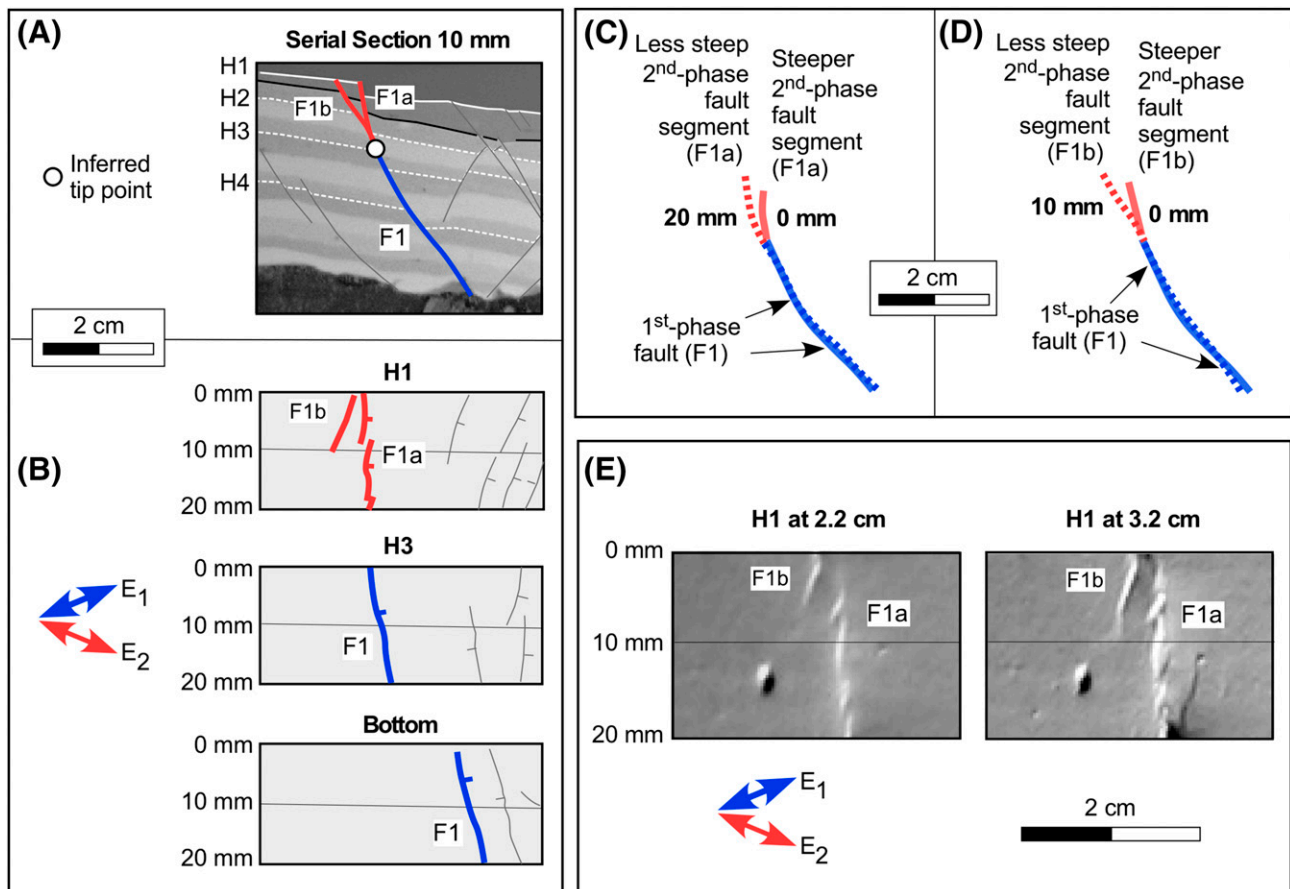 (A)
Serial Section 10 mm
H1
H2
H3
H4
F1a
F1b
F1
Inferred
tip point
2 cm
(B)
H1
0 mm
10 mm
20 mm
F1b
F1a
H3
0 mm
10 mm
20 mm
F1
E1
E2
Bottom
0 mm
10 mm
20 mm
F1
(C)
Less steep
2nd-phase
fault
segment
(F1a)
Steeper
2nd-phase
fault
segment
(F1a)
20 mm
0 mm
1st-phase
fault (F1)
2 cm
(D)
Less steep
2nd-phase
fault
segment
(F1b)
Steeper
2nd-phase
fault
segment
(F1b)
10 mm
0 mm
1st-phase
fault (F1)
(E)
H1 at 2.2 cm
H1 at 3.2 cm
0 mm
10 mm
20 mm
F1b
F1a
F1b
F1a
E1
E2
2 cm